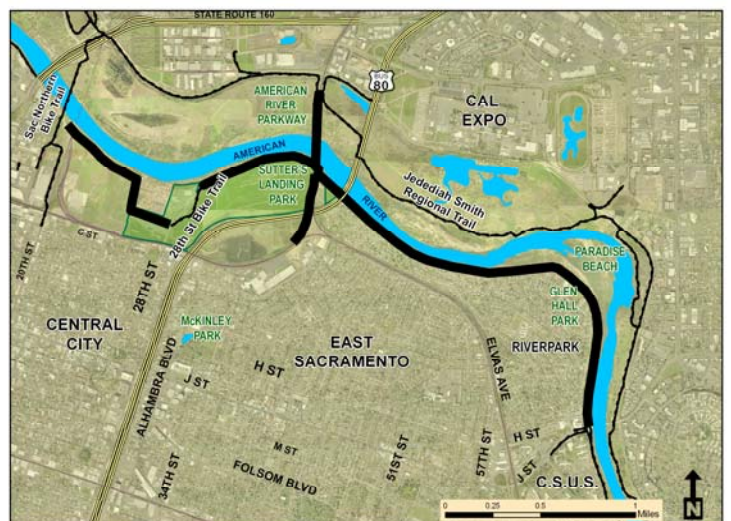 STATE ROUTE 160
BUS
80
Sac Northern
Bike Trail
AMERICAN
RIVER
PARKWAY
CAL
EXPO
AMERICAN
RIVER
SUTTER'S
LANDING
PARK
28th St Bike Trail
Jedediah Smith
Regional Trail
PARADISE
BEACH
C ST
20TH ST
28TH ST
GLEN
HALL
PARK
RIVERPARK
CENTRAL
CITY
McKINLEY
PARK
EAST
SACRAMENTO
ALHAMBRA BLVD
H ST
J ST
ELVAS AVE
M ST
34TH ST
FOLSOM BLVD
51ST ST
57TH ST
H ST
J ST
C.S.U.S.
0 0.25 0.5 1
Miles
N